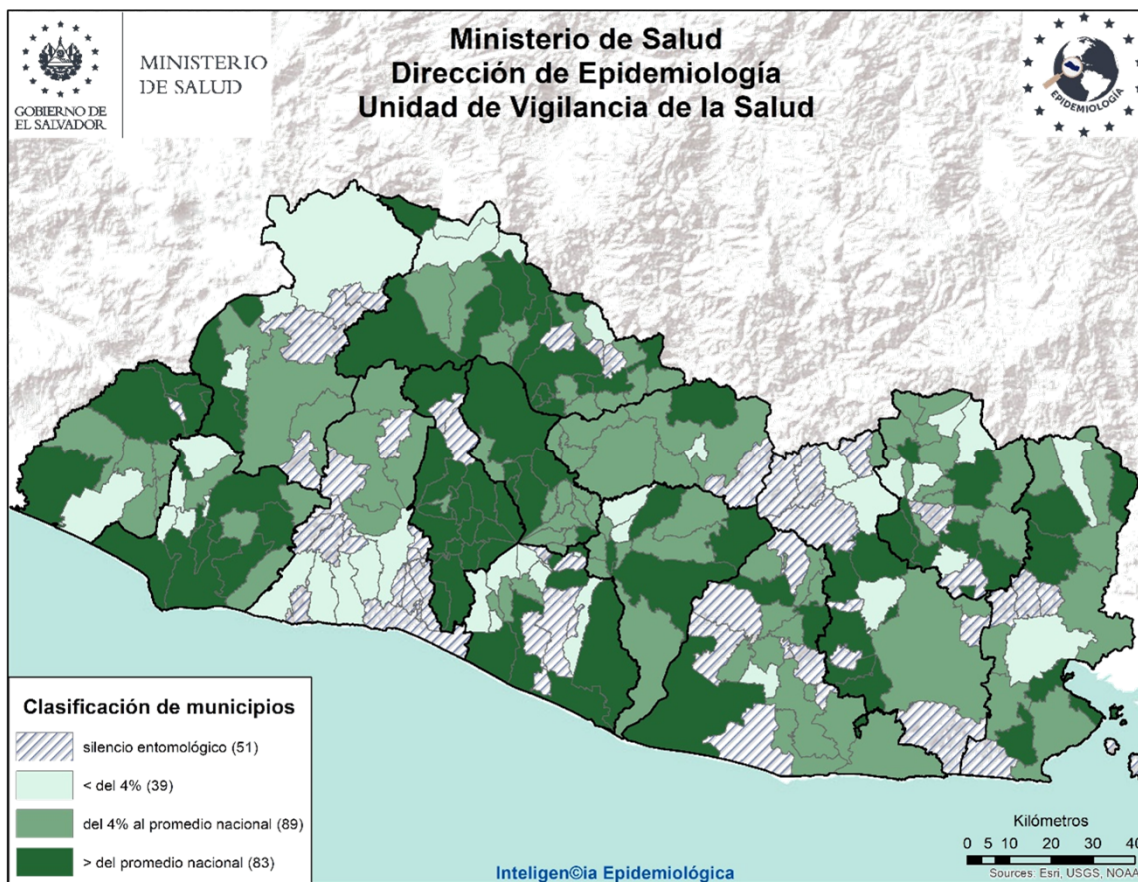 Ministerio de Salud
Dirección de Epidemiología
Unidad de Vigilancia de la Salud
GOBIERNO DE
EL SALVADOR
MINISTERIO
DE SALUD
EPIDEMIOLOGÍA
Clasificación de municipios
silencio entomológico (51)
< del 4% (39)
del 4% al promedio nacional (89)
> del promedio nacional (83)
Inteligen©ia Epidemiológica
Kilómetros
0 5 10 20 30 40
Sources: Esri, USGS, NOAA